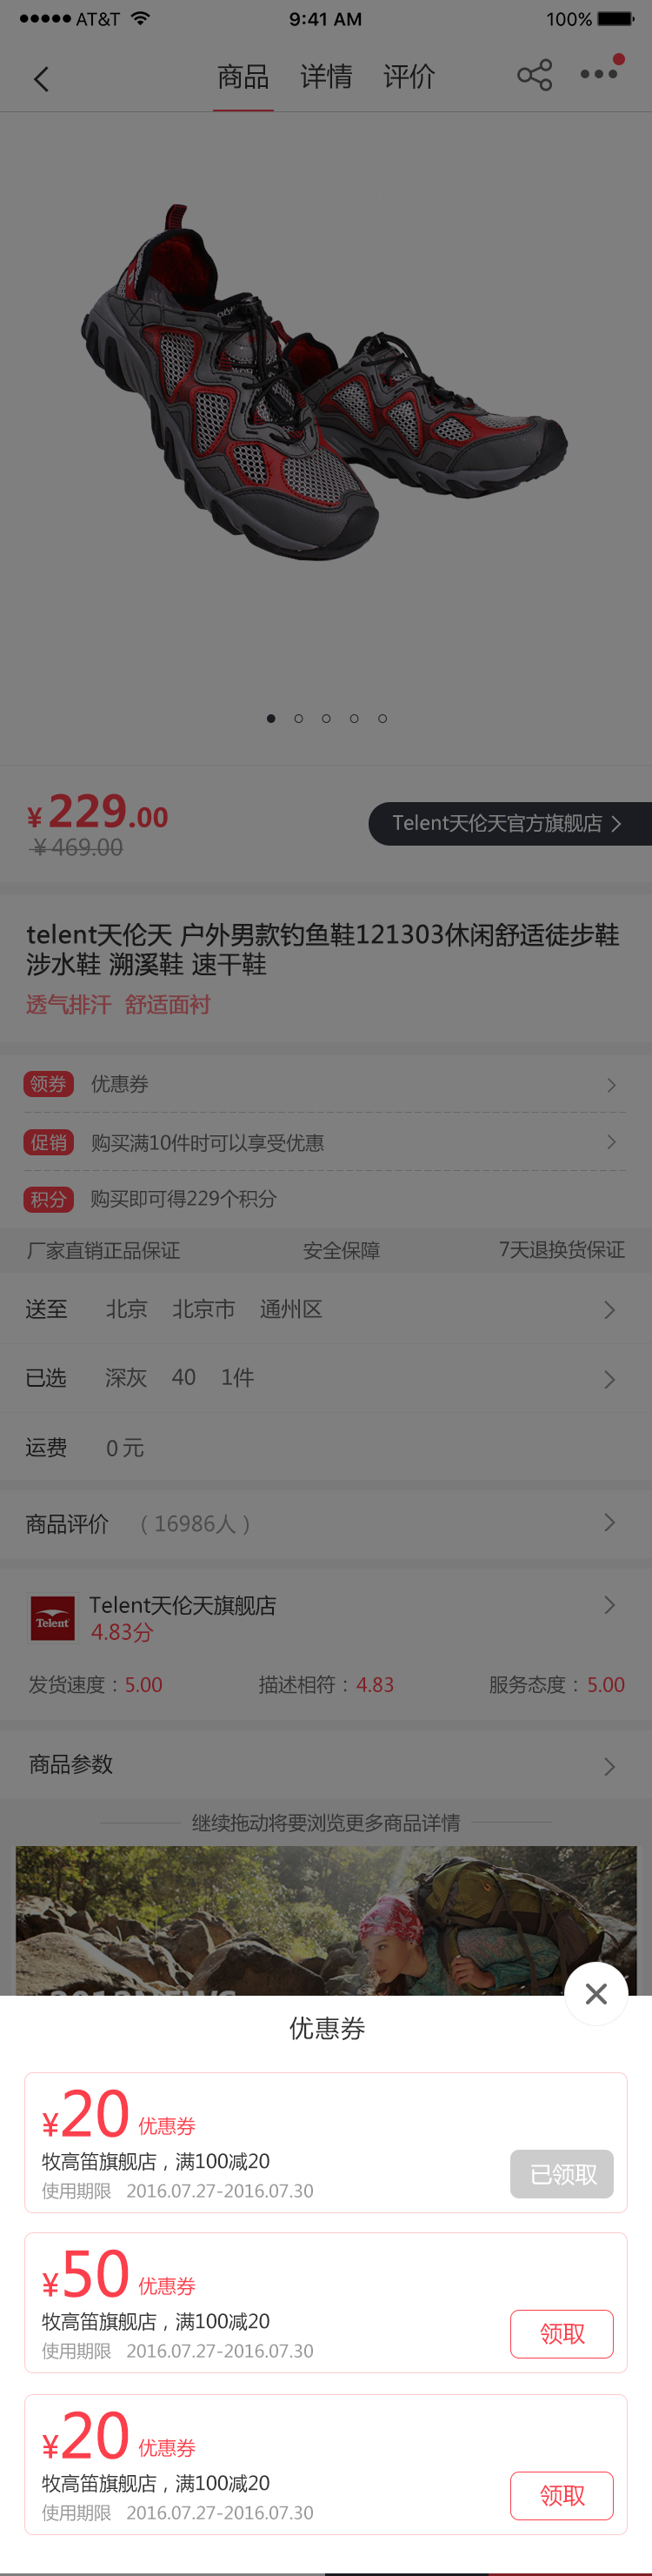 AT&T 9:41 AM 100%
商品 详情 评价
¥229.00
¥469.00
Telent天伦天官方旗舰店
telent天伦天 户外男款钓鱼鞋121303休闲舒适徒步鞋
涉水鞋 溯溪鞋 速干鞋
透气排汗 舒适面衬
领券 优惠券
促销 购买满10件时可以享受优惠
积分 购买即可得229个积分
厂家直销正品保证 安全保障 7天退换货保证
送至 北京 北京市 通州区
已选 深灰 40 1件
运费 0元
商品评价 （16986人）
Telent
Telent天伦天旗舰店
4.83分
发货速度：5.00 描述相符：4.83 服务态度：5.00
商品参数
继续拖动将要浏览更多商品详情
优惠券
¥20 优惠券
牧高笛旗舰店，满100减20
已领取
使用期限 2016.07.27-2016.07.30
¥50 优惠券
牧高笛旗舰店，满100减20
领取
使用期限 2016.07.27-2016.07.30
¥20 优惠券
牧高笛旗舰店，满100减20
领取
使用期限 2016.07.27-2016.07.30